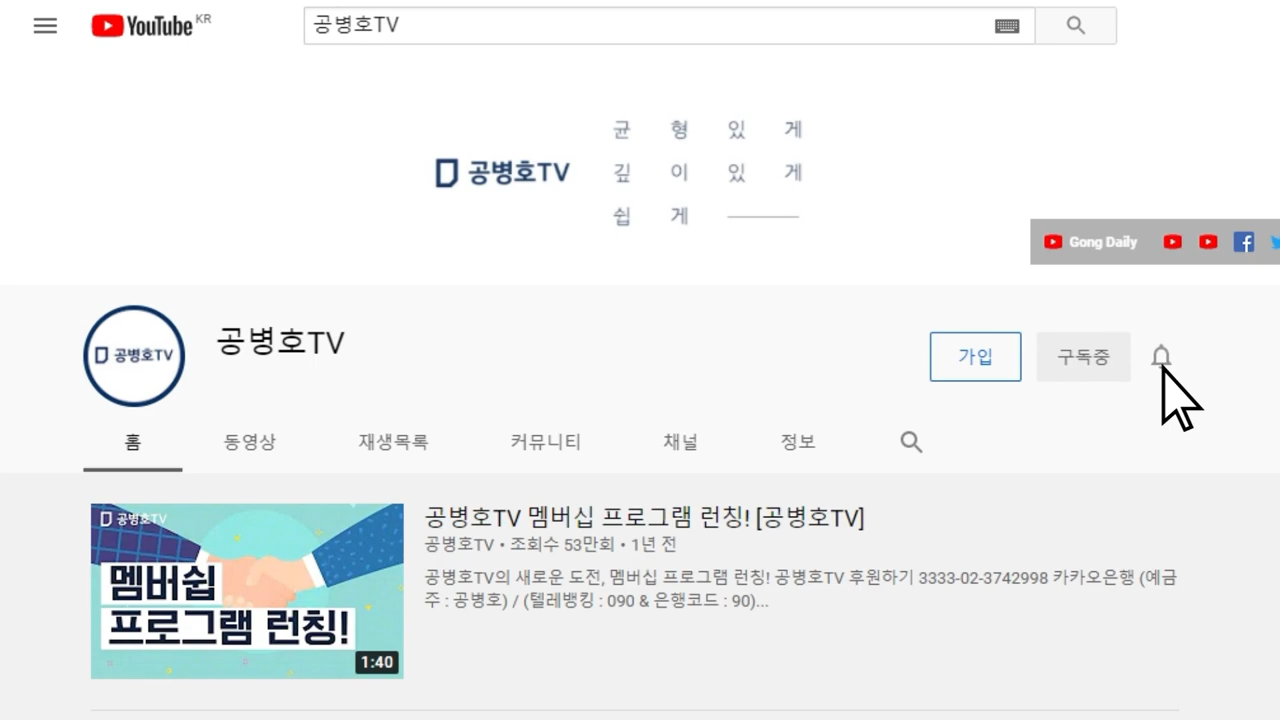 YouTube KR
공병호TV
균형있게
공병호TV 깊이있게
쉽게
Gong Daily
공병호TV
공병호TV
가입
구독중
홈 동영상 재생목록 커뮤니티 채널 정보
공병호TV
멤버쉽
프로그램 런칭!
1:40
공병호TV 멤버십 프로그램 런칭! [공병호TV]
공병호TV • 조회수 53만회 • 1년 전
공병호TV의 새로운 도전, 멤버십 프로그램 런칭! 공병호TV 후원하기 3333-02-3742998 카카오은행 (예금
주 : 공병호) / (텔레뱅킹 : 090 & 은행코드 : 90)...